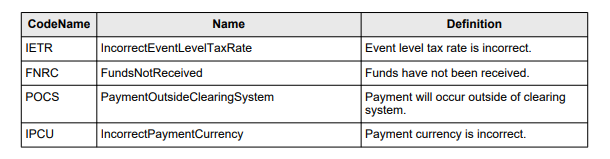 CodeName Name Definition
IETR IncorrectEventLevelTaxRate Event level tax rate is incorrect.
FNRC FundsNotReceived Funds have not been received.
POCS PaymentOutsideClearingSystem Payment will occur outside of clearing
system.
IPCU IncorrectPaymentCurrency Payment currency is incorrect.